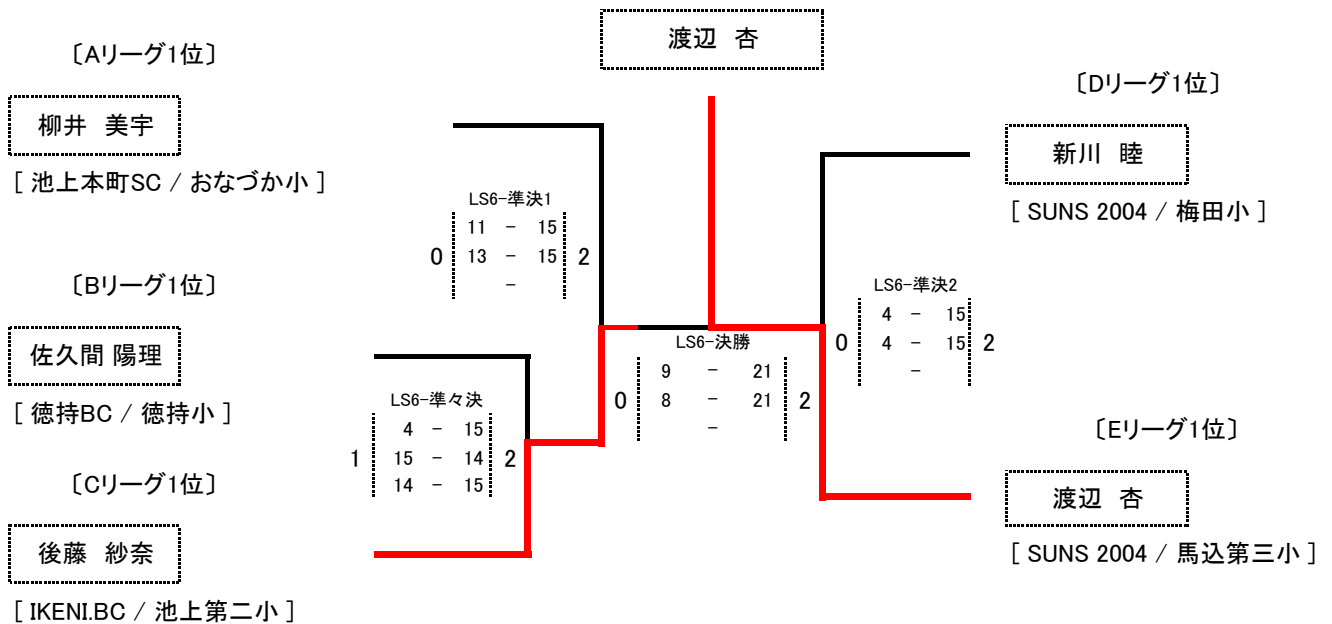 渡辺 杏
〔Aリーグ1位〕
柳井 美宇
[ 池上本町SC / おなづか小 ]
〔Bリーグ1位〕
佐久間 陽理
[ 徳持BC / 徳持小 ]
〔Cリーグ1位〕
後藤 紗奈
[ IKENI.BC / 池上第二小 ]
LS6-準決1
11 - 15
0 13 - 15 2
-
LS6-準々決
4 - 15
1 15 - 14 2
14 - 15
LS6-決勝
9 - 21
0 8 - 21 2
-
LS6-準決2
4 - 15
0 4 - 15 2
-
〔Dリーグ1位〕
新川 睦
[ SUNS 2004 / 梅田小 ]
〔Eリーグ1位〕
渡辺 杏
[ SUNS 2004 / 馬込第三小 ]